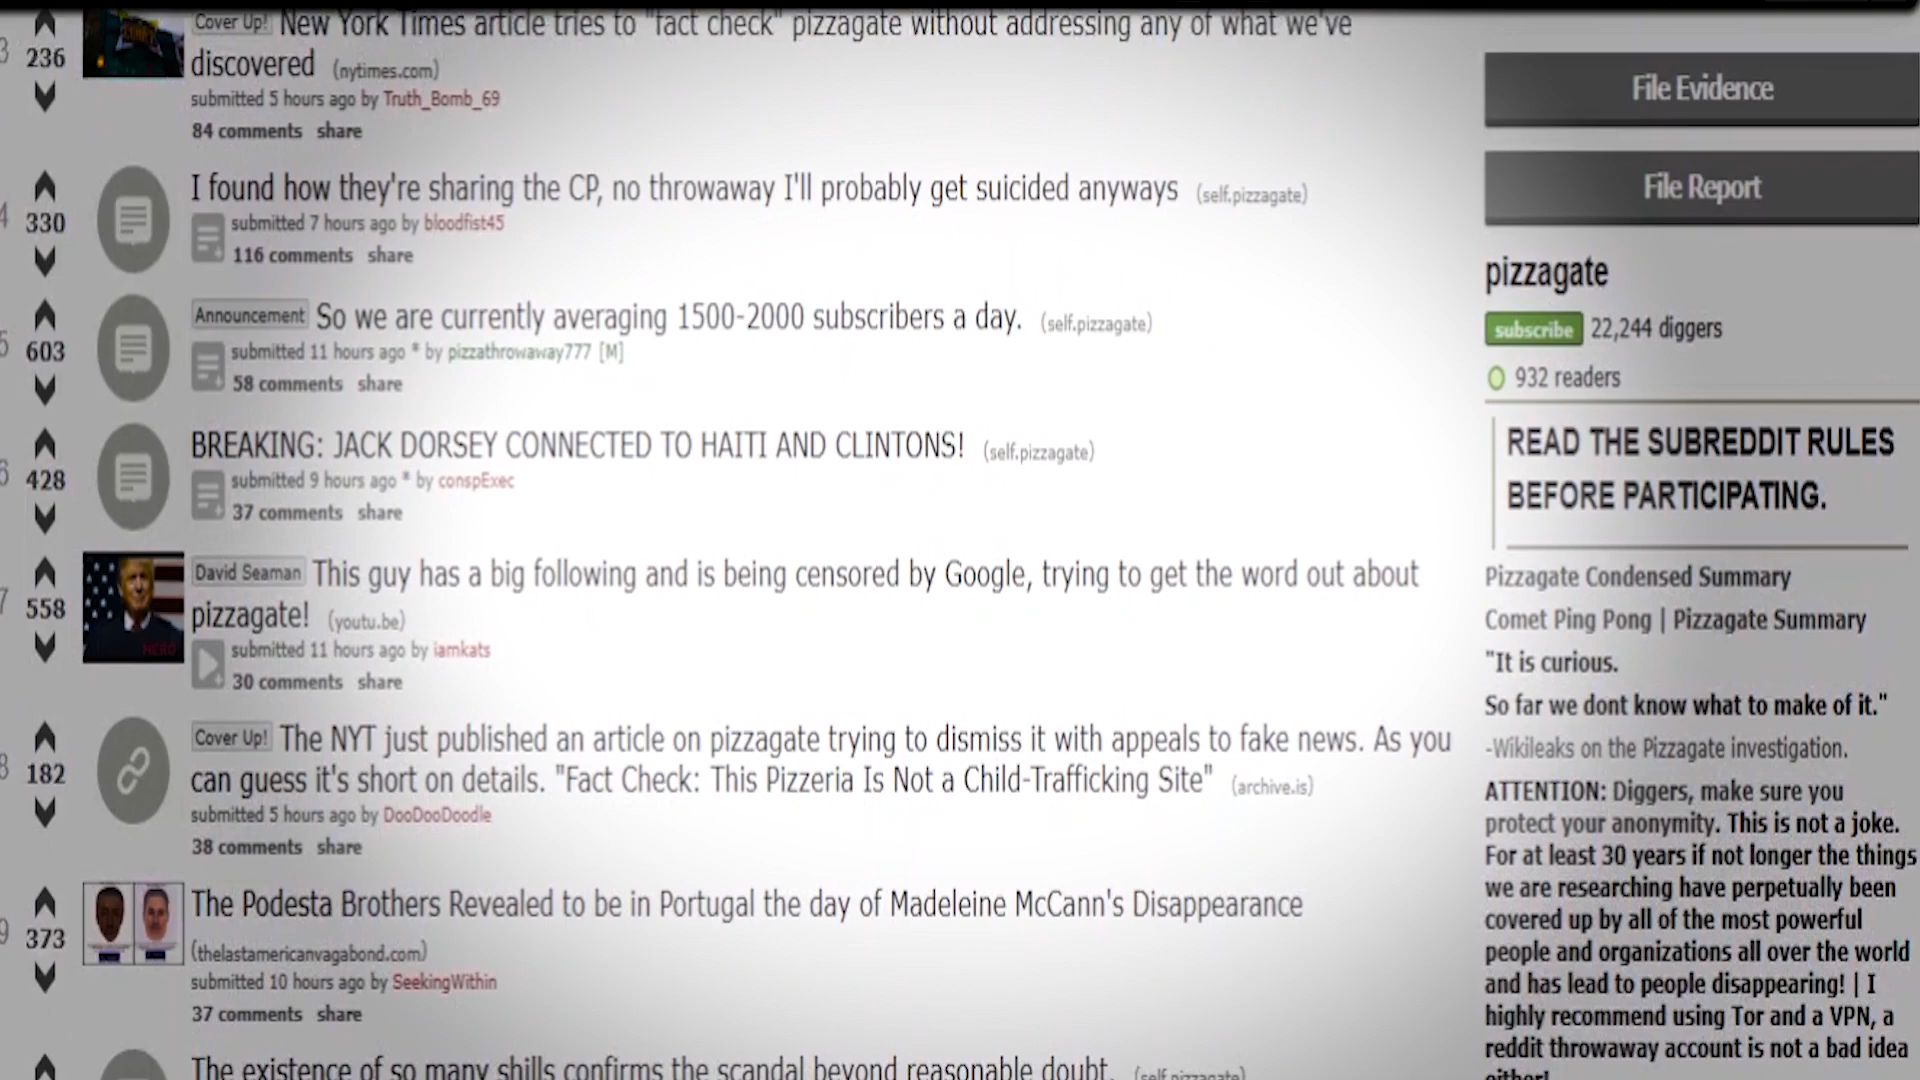 Cover Up! New York Times article tries to "fact check" pizzagate without addressing any of what we've
3
236
discovered (nytimes.com)
submitted 5 hours ago by Truth_Bomb_69
84 comments share
I found how they're sharing the CP, no throwaway I'll probably get suicided anyways (self.pizzagate)
4
330
submitted 7 hours ago by bloodfist45
116 comments share
Announcement So we are currently averaging 1500-2000 subscribers a day. (self.pizzagate)
5
603
submitted 11 hours ago * by pizzathrowaway777 [M]
58 comments share
BREAKING: JACK DORSEY CONNECTED TO HAITI AND CLINTONS! (self.pizzagate)
6
428
submitted 9 hours ago * by conspExec
37 comments share
David Seaman This guy has a big following and is being censored by Google, trying to get the word out about
7
558
pizzagate! (youtu.be)
HERO
submitted 11 hours ago by iamkats
30 comments share
Cover Up! The NYT just published an article on pizzagate trying to dismiss it with appeals to fake news. As you
8
182
can guess it's short on details. "Fact Check: This Pizzeria Is Not a Child-Trafficking Site" (archive.is)
submitted 5 hours ago by DooDooDoodle
38 comments share
The Podesta Brothers Revealed to be in Portugal the day of Madeleine McCann's Disappearance
9
373
(thelastamericanvagabond.com)
submitted 10 hours ago by SeekingWithin
37 comments share
The existence of so many shills confirms the scandal beyond reasonable doubt. (self.pizzagate)
File Evidence
File Report
pizzagate
subscribe 22,244 diggers
932 readers
READ THE SUBREDDIT RULES
BEFORE PARTICIPATING.
Pizzagate Condensed Summary
Comet Ping Pong | Pizzagate Summary
"It is curious.
So far we dont know what to make of it."
-Wikileaks on the Pizzagate investigation.
ATTENTION: Diggers, make sure you
protect your anonymity. This is not a joke.
For at least 30 years if not longer the things
we are researching have perpetually been
covered up by all of the most powerful
people and organizations all over the world
and has lead to people disappearing! | I
highly recommend using Tor and a VPN, a
reddit throwaway account is not a bad idea
either!